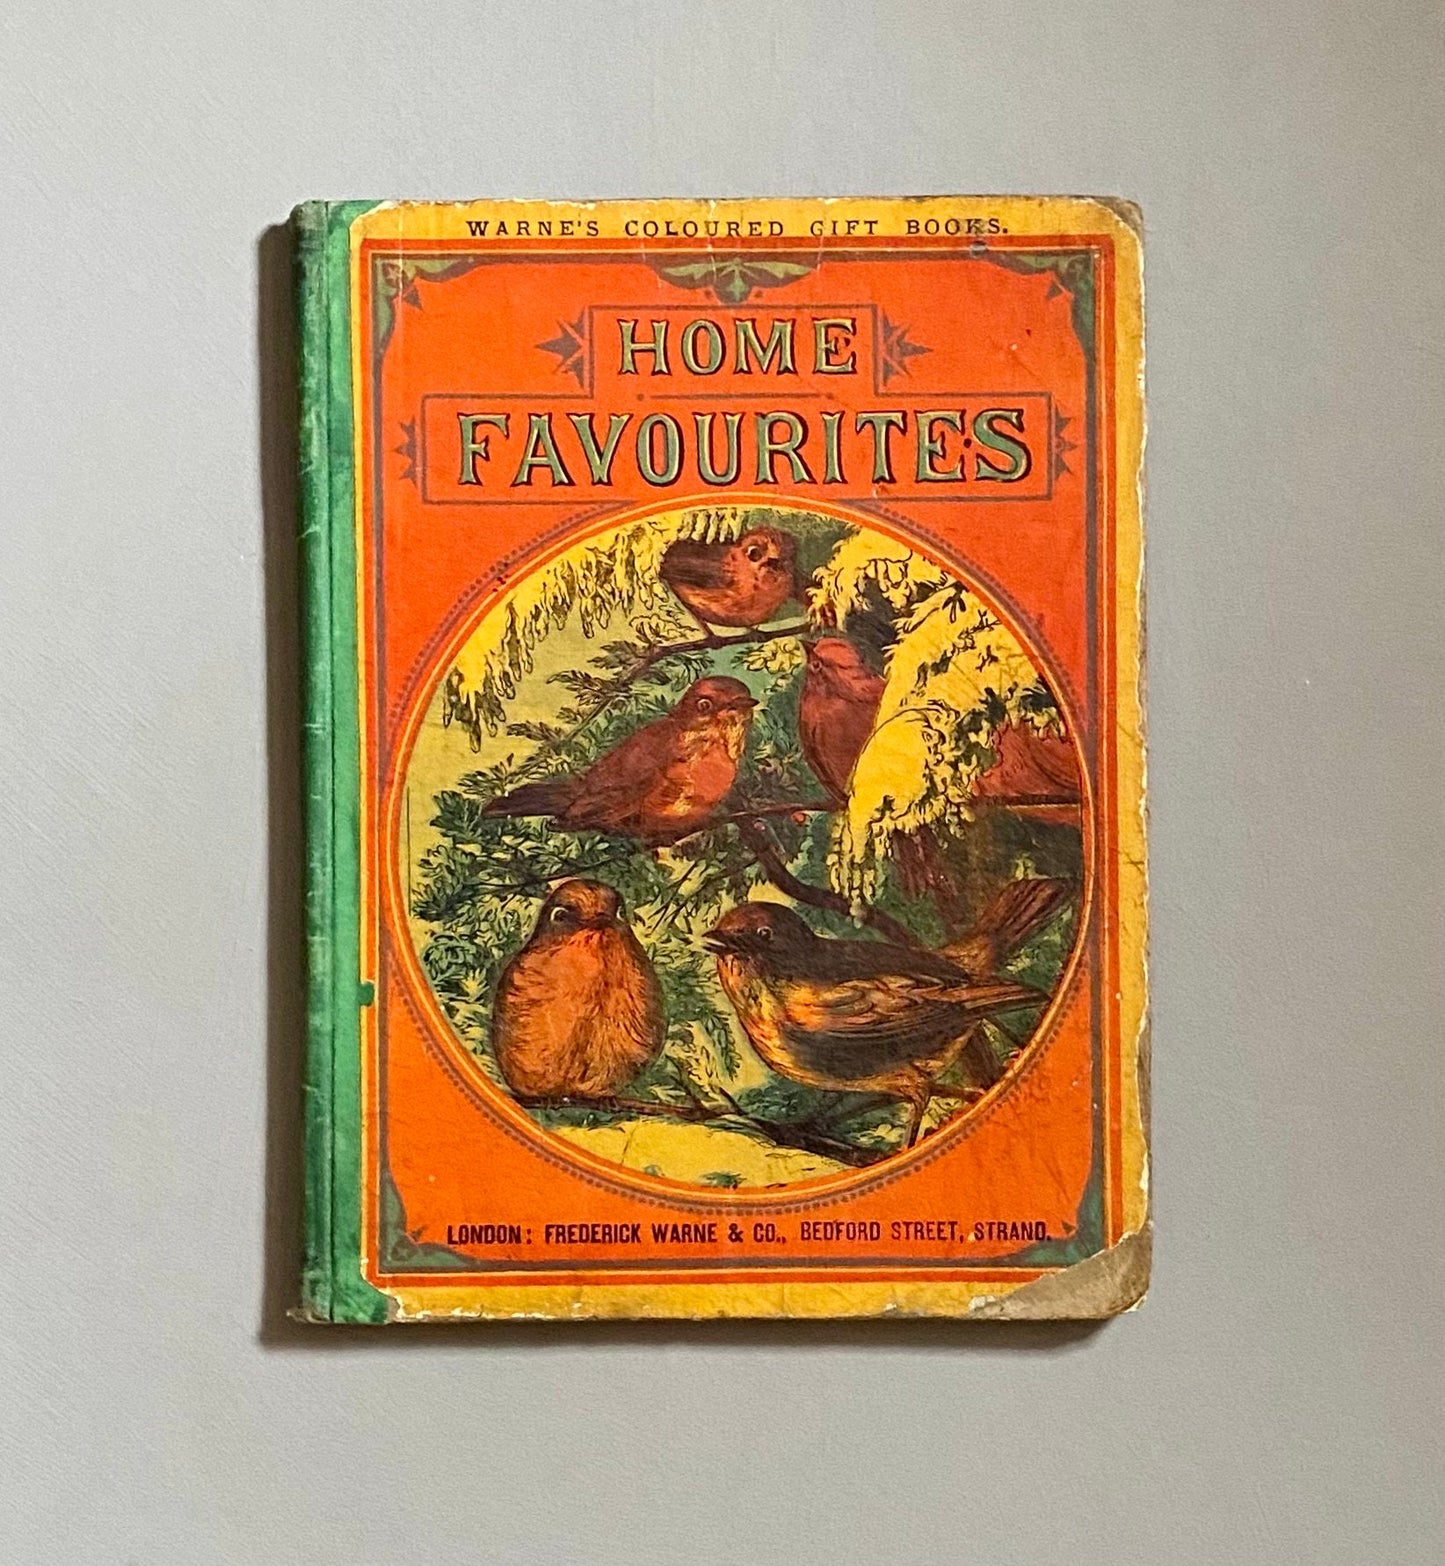 WARNE'S COLOURED GIFT BOOKS.
HOME
FAVOURITES
LONDON: FREDERICK WARNE & CO., BEDFORD STREET, STRAND.